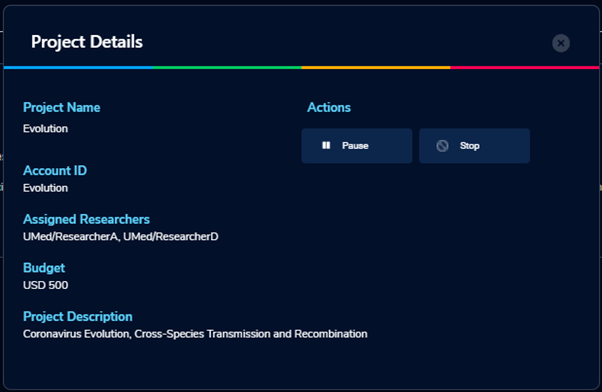 Project Details
Project Name
Evolution
Actions
Pause
Stop
Account ID
Evolution
Assigned Researchers
UMed/ResearcherA, UMed/ResearcherD
Budget
USD 500
Project Description
Coronavirus Evolution, Cross-Species Transmission and Recombination